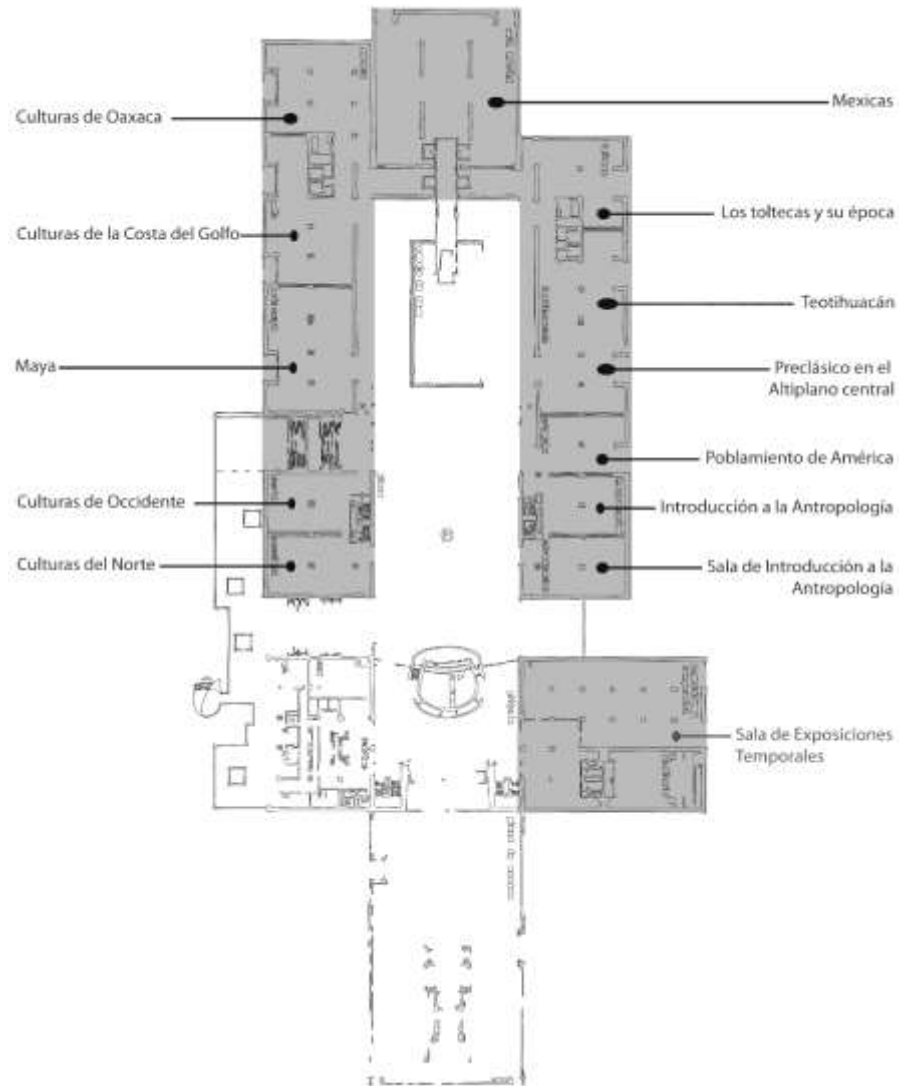 Culturas de Oaxaca
Culturas de la Costa del Golfo
Maya
Culturas de Occidente
Culturas del Norte
Mexicas
Los toltecas y su época
Teotihuacán
Preclásico en el
Altiplano central
Poblamiento de América
Introducción a la Antropología
Sala de Introducción a la
Antropología
Sala de Exposiciones
Temporales